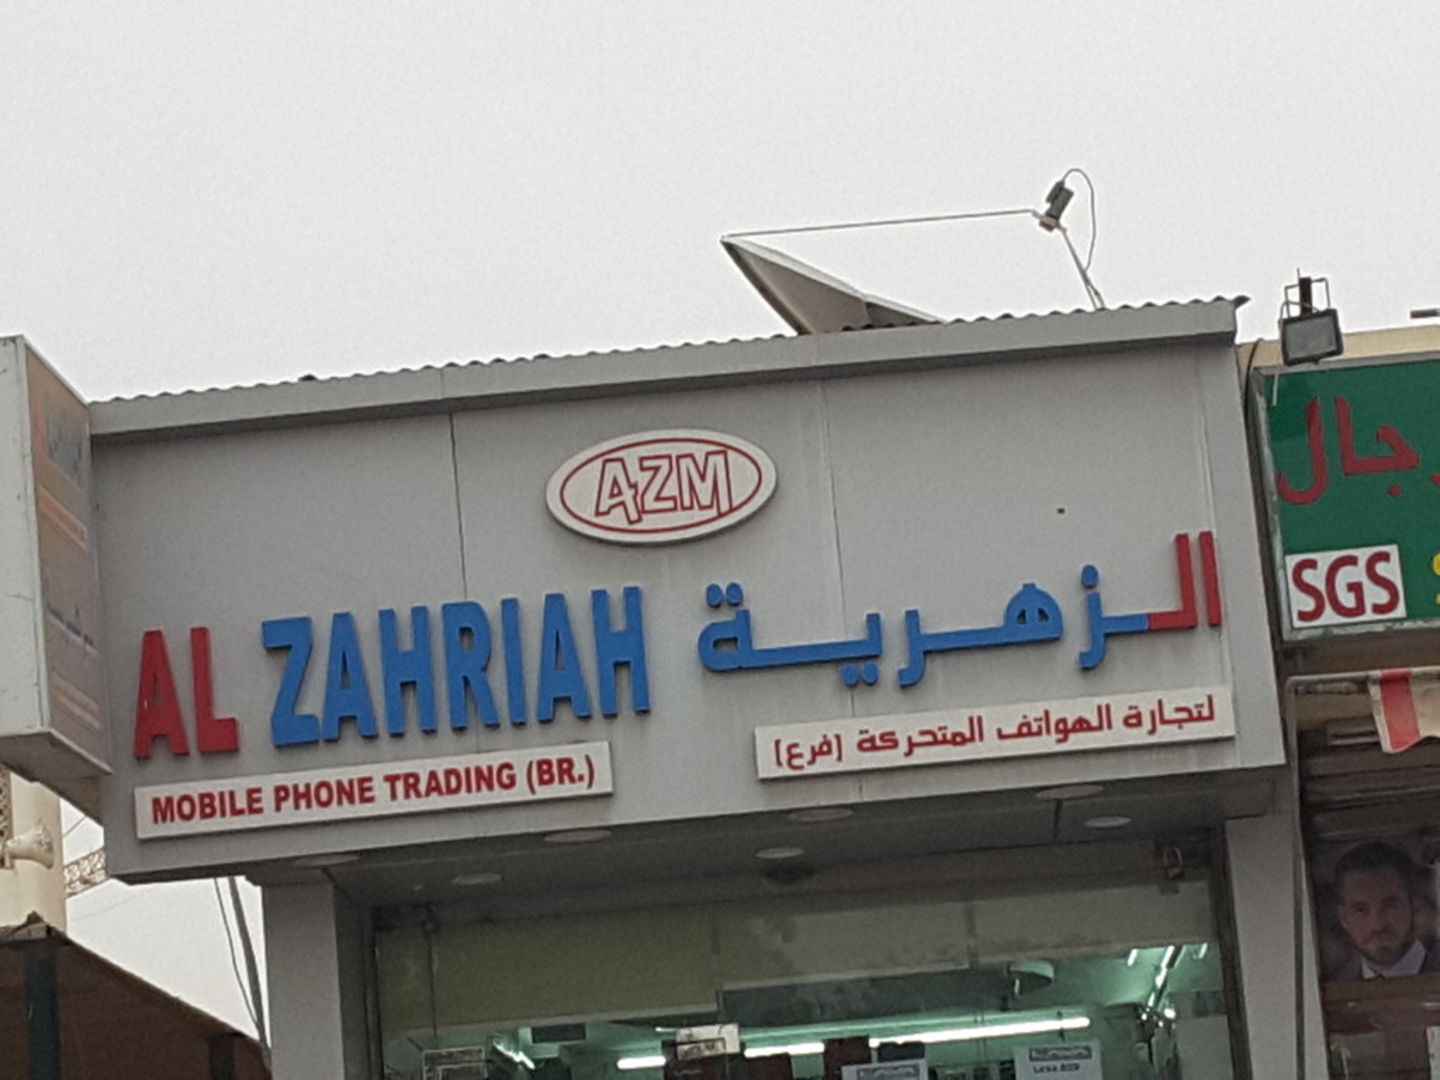 AZM
AL ZAHRIAH الزهرية
MOBILE PHONE TRADING (BR.) لتجارة الهواتف المتحركة (فرع)
SGS